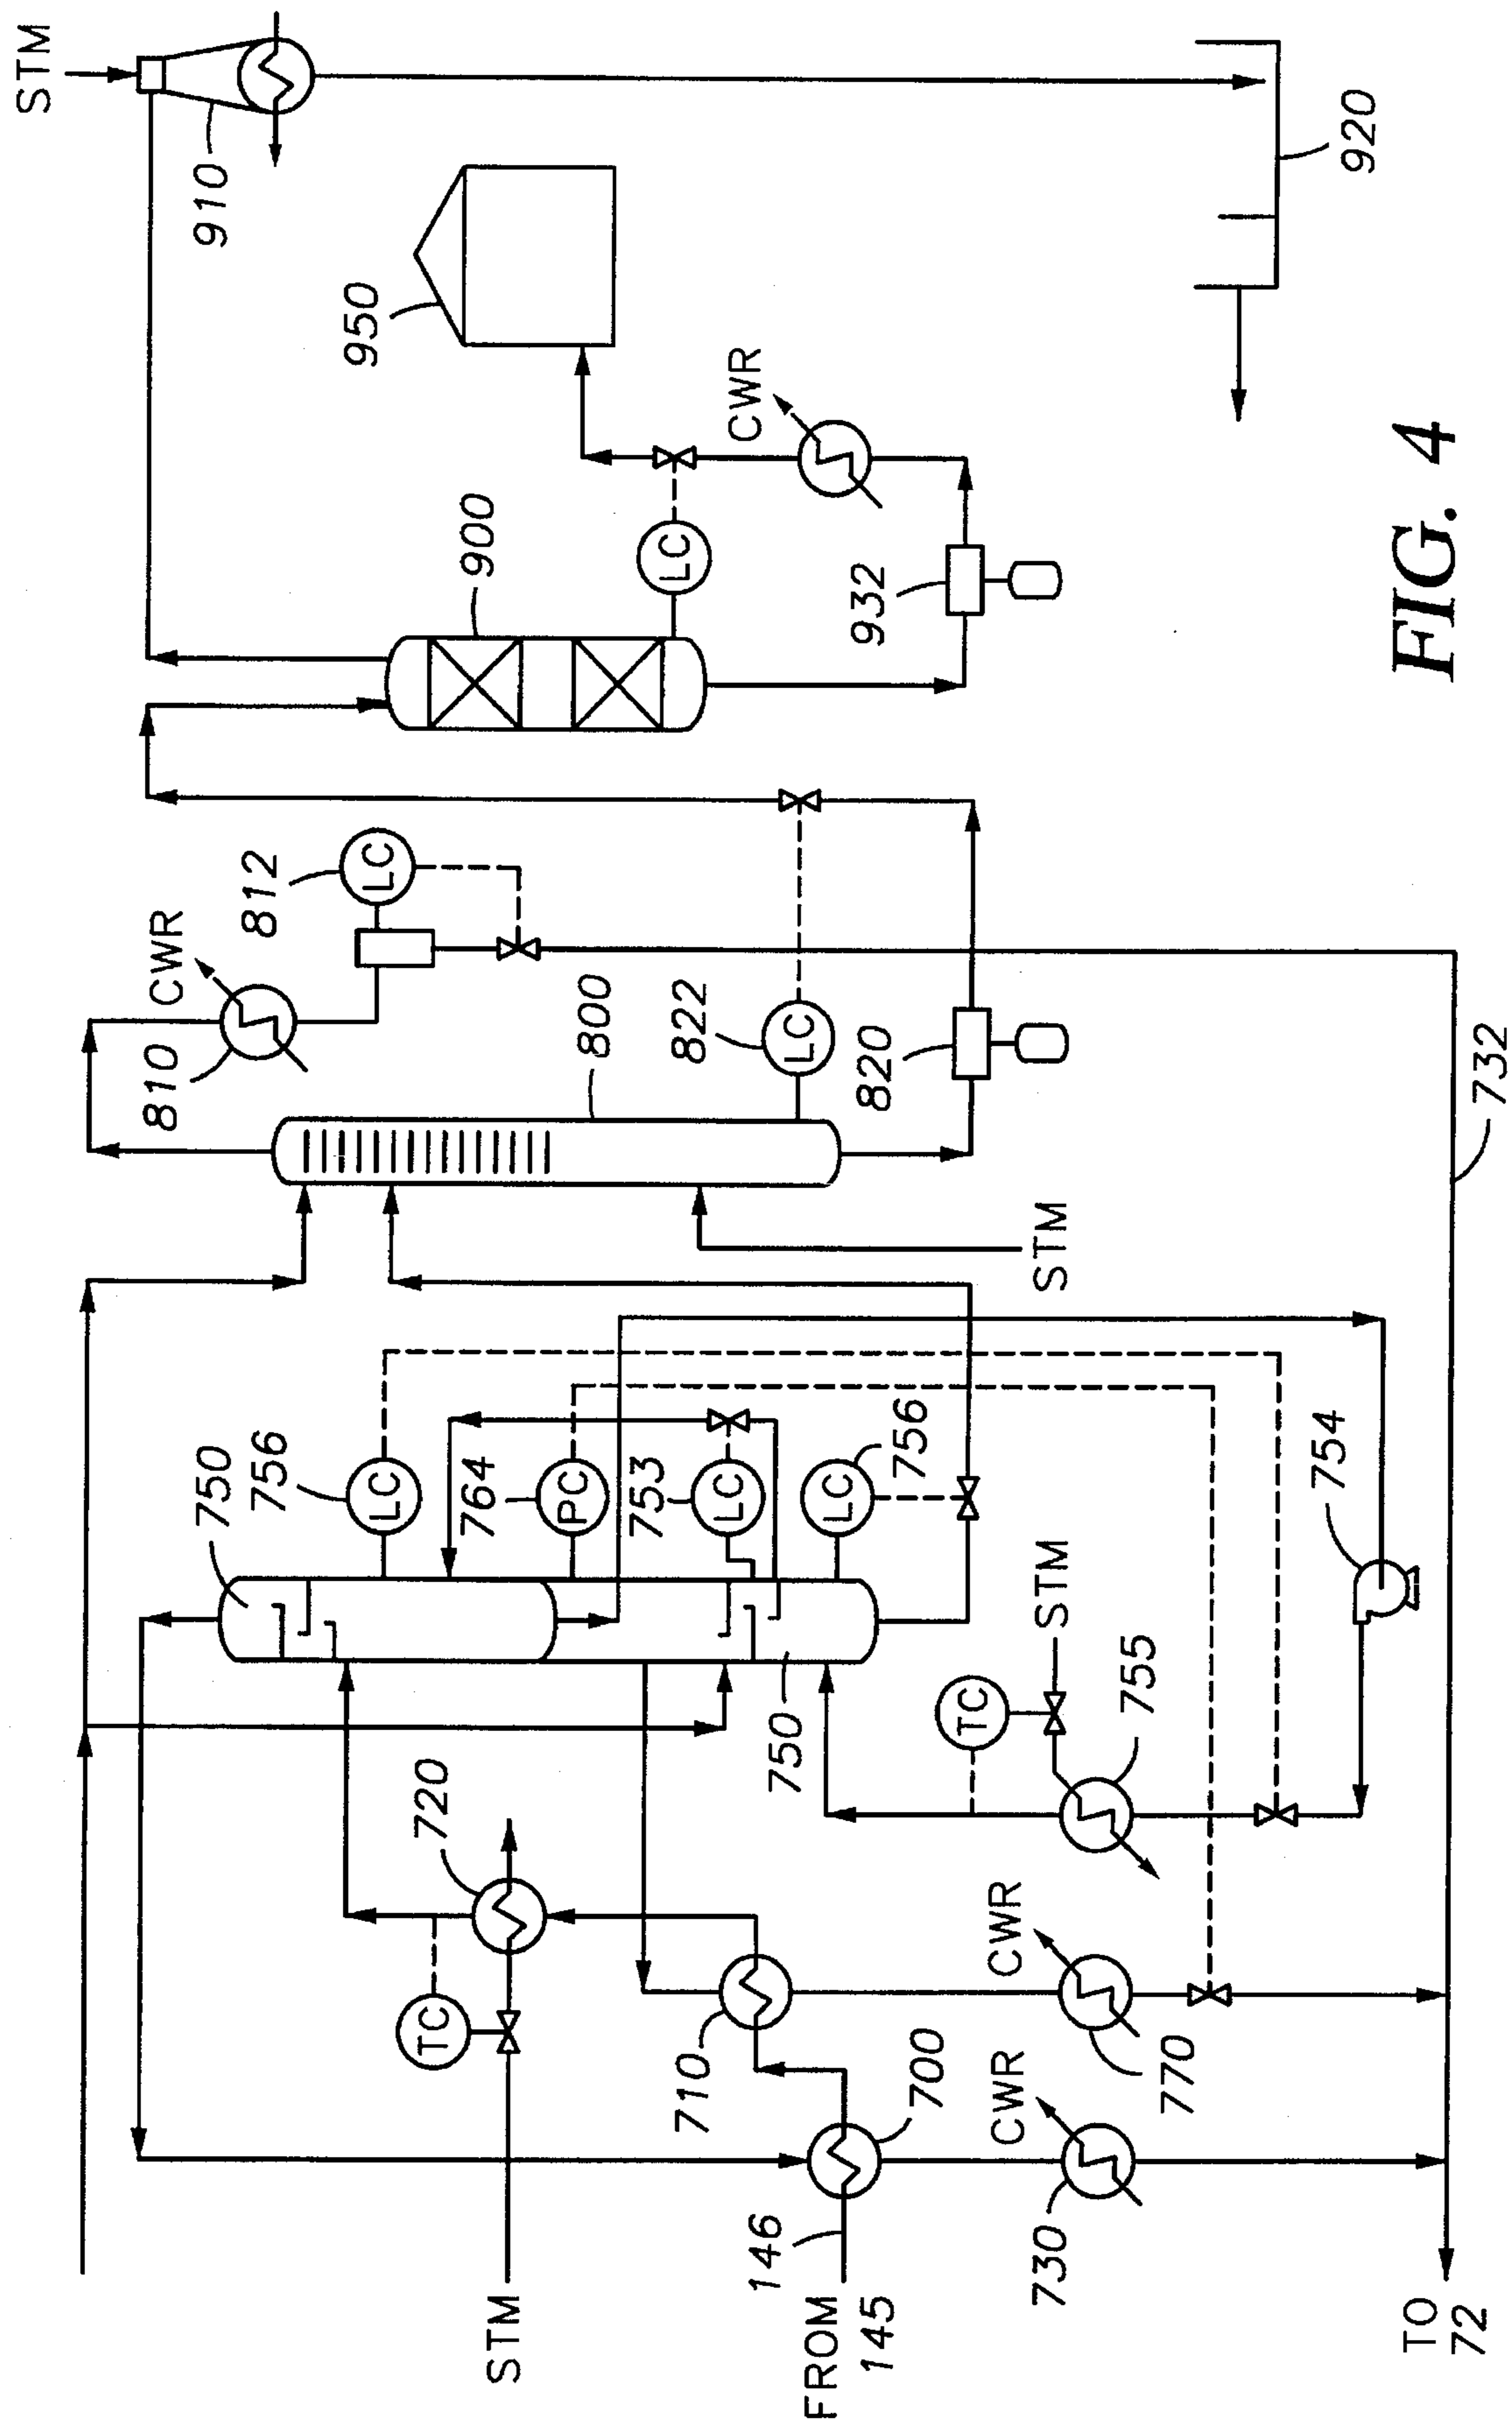 STM
910
950
920
CWR
900
LC
932
812
LC
CWR
810
800
822
LC
820
732
STM
750
756
LC
764
PC
753
LC
756
LC
754
STM
TC
755
750
720
TC
CWR
710
770
700
CWR
730
146
STM
FROM
145
TO
72
FIG. 4